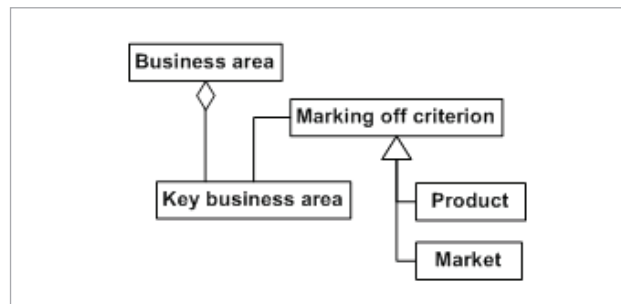 Business area
Marking off criterion
Key business area
Product
Market